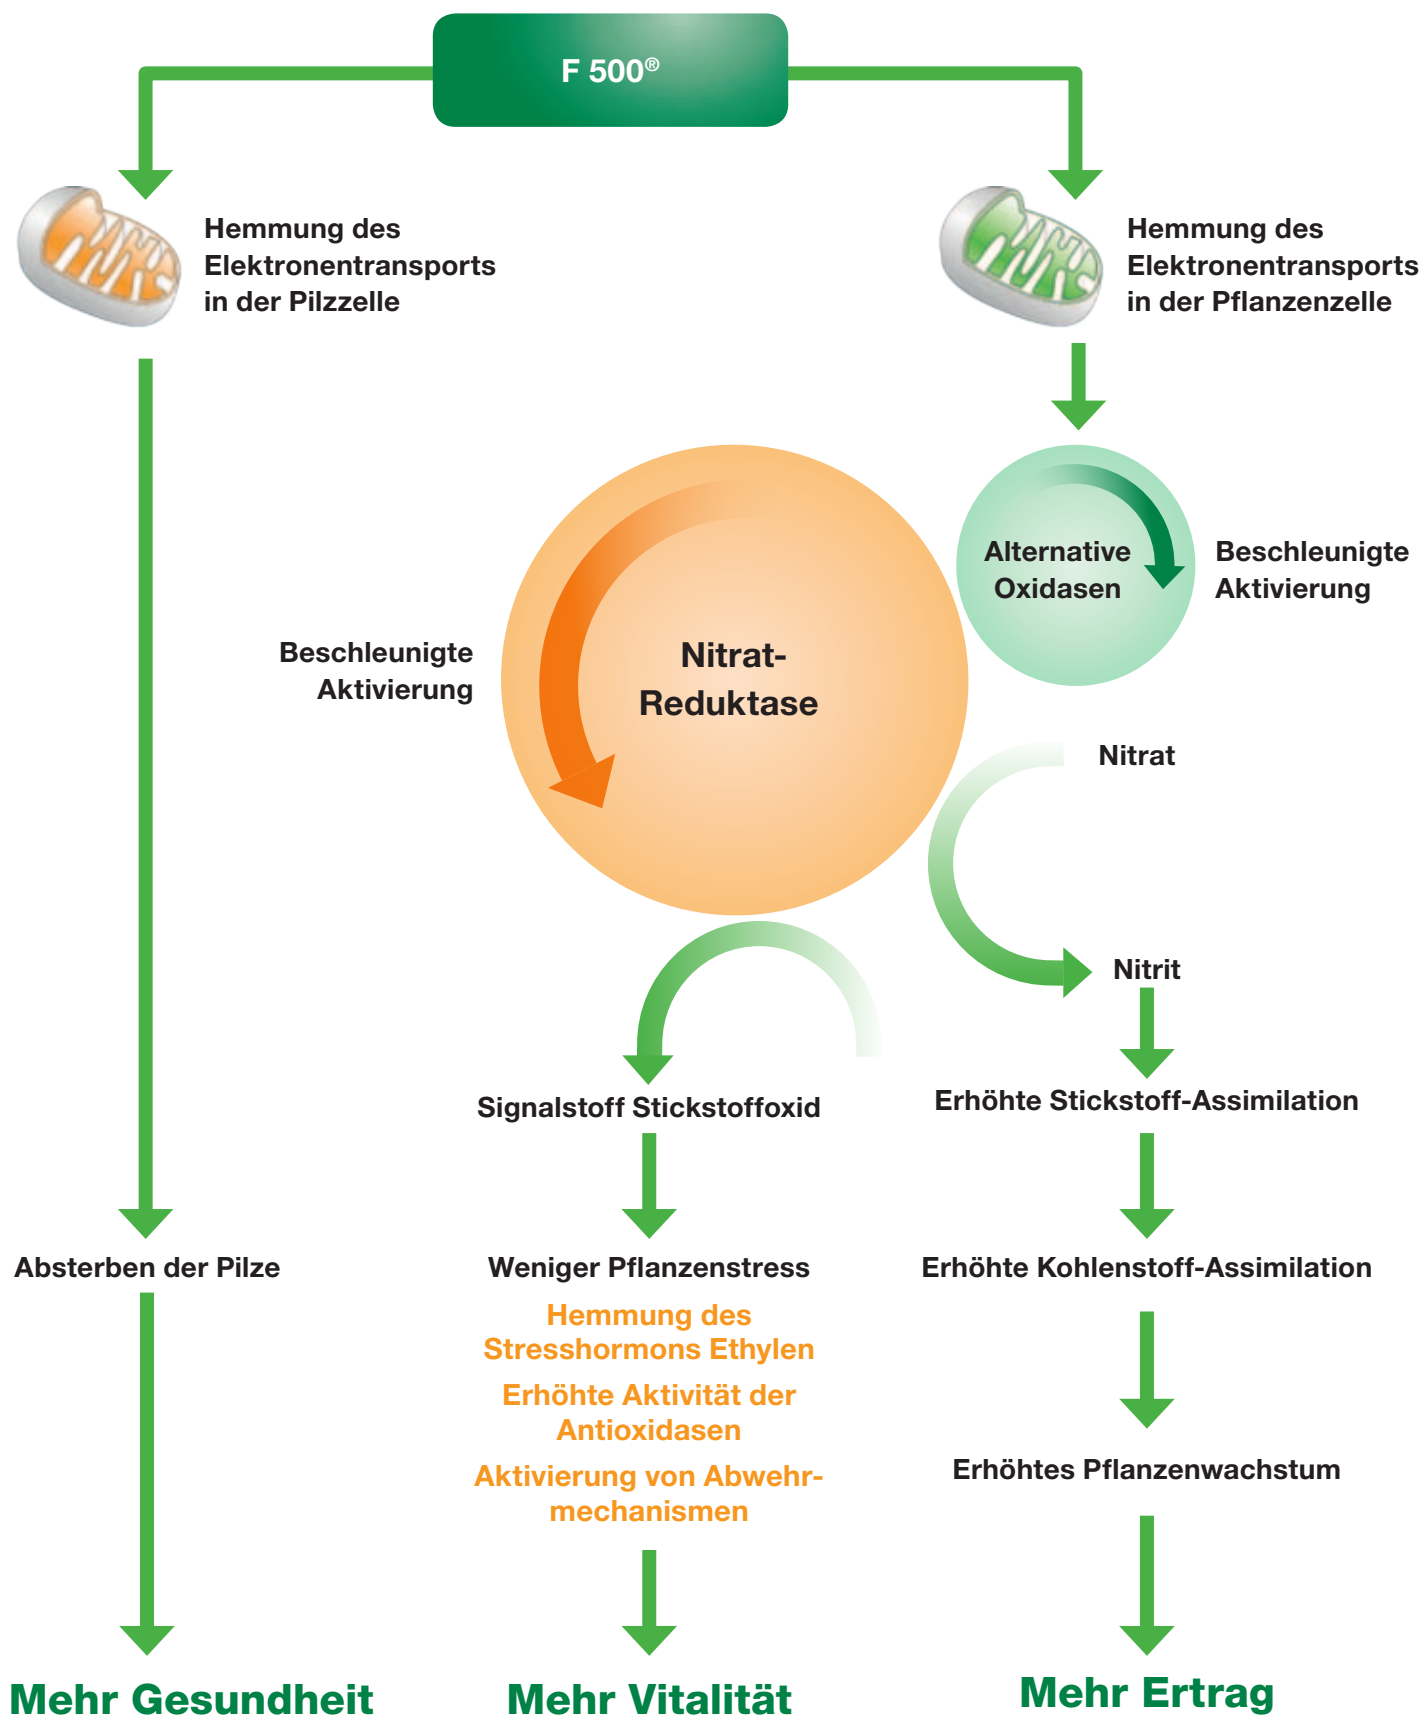 F 500®
Hemmung des
Elektronentransports
in der Pilzzelle
Hemmung des
Elektronentransports
in der Pflanzenzelle
Alternative
Oxidasen
Beschleunigte
Aktivierung
Beschleunigte
Aktivierung
Nitrat-
Reduktase
Nitrat
Nitrit
Signalstoff Stickstoffoxid
Erhöhte Stickstoff-Assimilation
Absterben der Pilze
Weniger Pflanzenstress
Erhöhte Kohlenstoff-Assimilation
Hemmung des
Stresshormons Ethylen
Erhöhte Aktivität der
Antioxidasen
Aktivierung von Abwehr-
mechanismen
Erhöhtes Pflanzenwachstum
Mehr Gesundheit
Mehr Vitalität
Mehr Ertrag